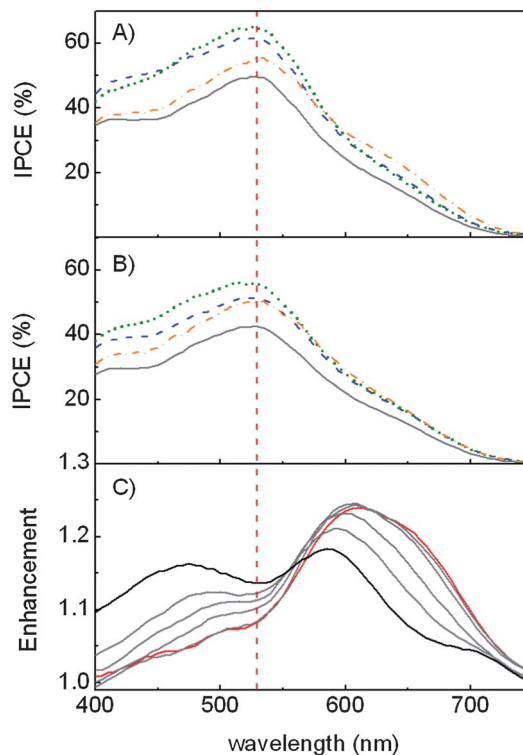 A)
60
40
20
IPCE (%)
B)
60
40
20
IPCE (%)
1.3
C)
1.2
1.1
1.0
Enhancement
400 500 600 700
wavelength (nm)